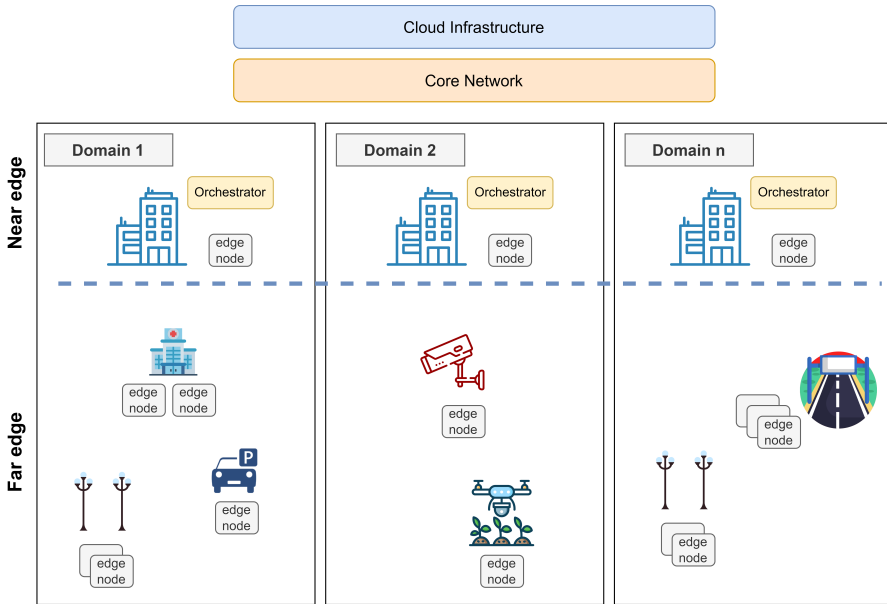 Cloud Infrastructure
Core Network
Near edge
Domain 1
Orchestrator
edge
node
Domain 2
Orchestrator
edge
node
Domain n
Orchestrator
edge
node
Far edge
edge
node
edge
node
P
edge
node
edge
node
edge
node
edge
node
edge
node
edge
node